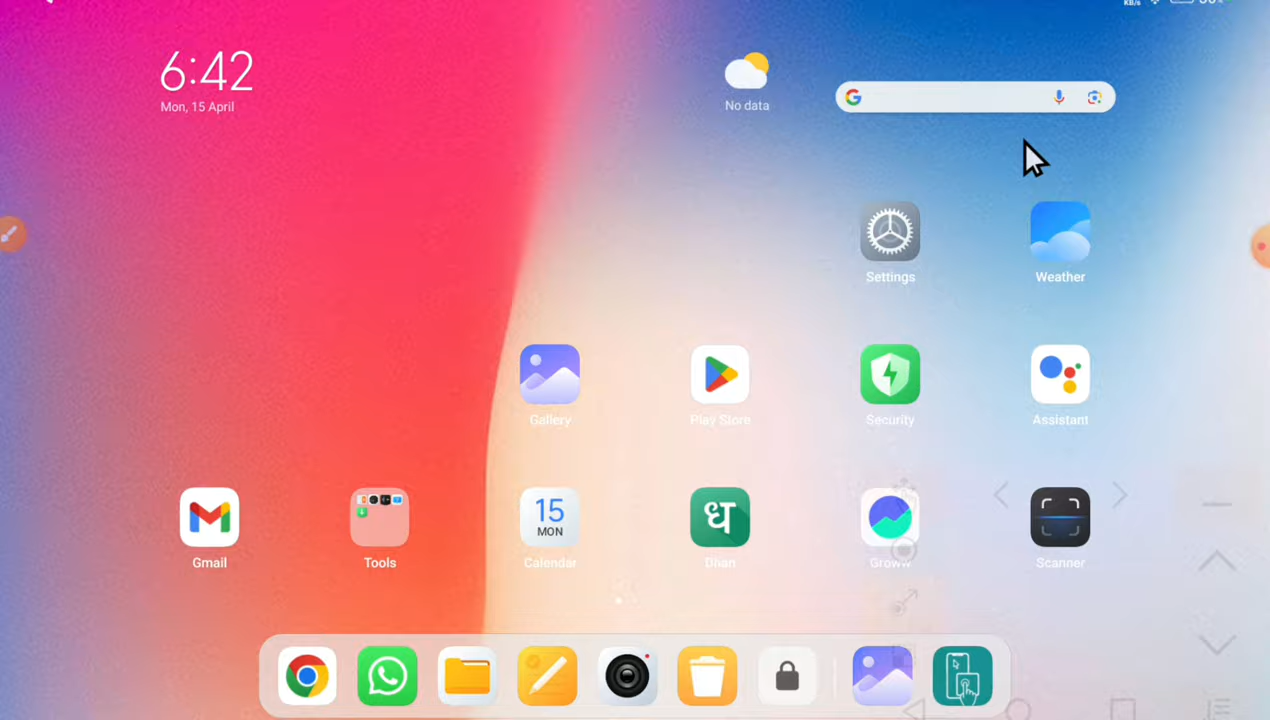 KB/s
6:42
Mon, 15 April
No data
Settings
Weather
Gallery
Play Store
Security
Assistant
15
MON
ध
Gmail
Tools
Calendar
Dhan
Groww
Scanner